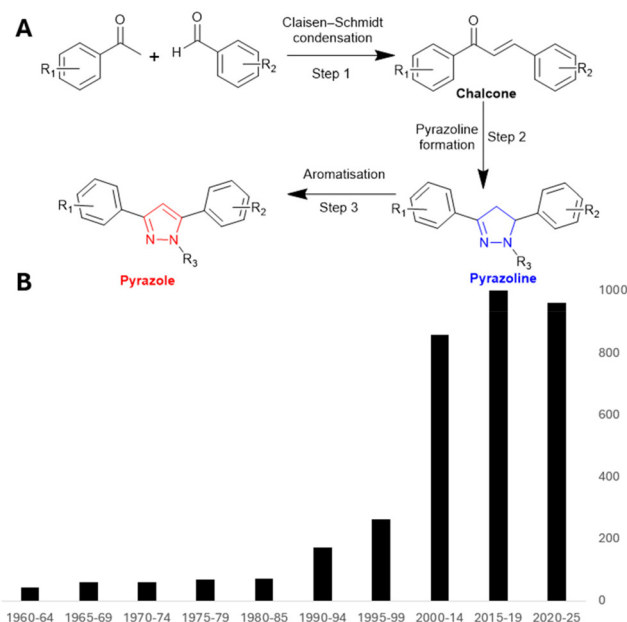 A
O
O
H
R1
+
R2
Claisen–Schmidt
condensation
Step 1
O
R1
R2
Chalcone
Pyrazoline
formation
Step 2
Aromatisation
Step 3
R1
R2
N
N
R3
Pyrazole
R1
R2
N
N
R3
Pyrazoline
B
1000
800
600
400
200
0
1960-64 1965-69 1970-74 1975-79 1980-85 1990-94 1995-99 2000-14 2015-19 2020-25